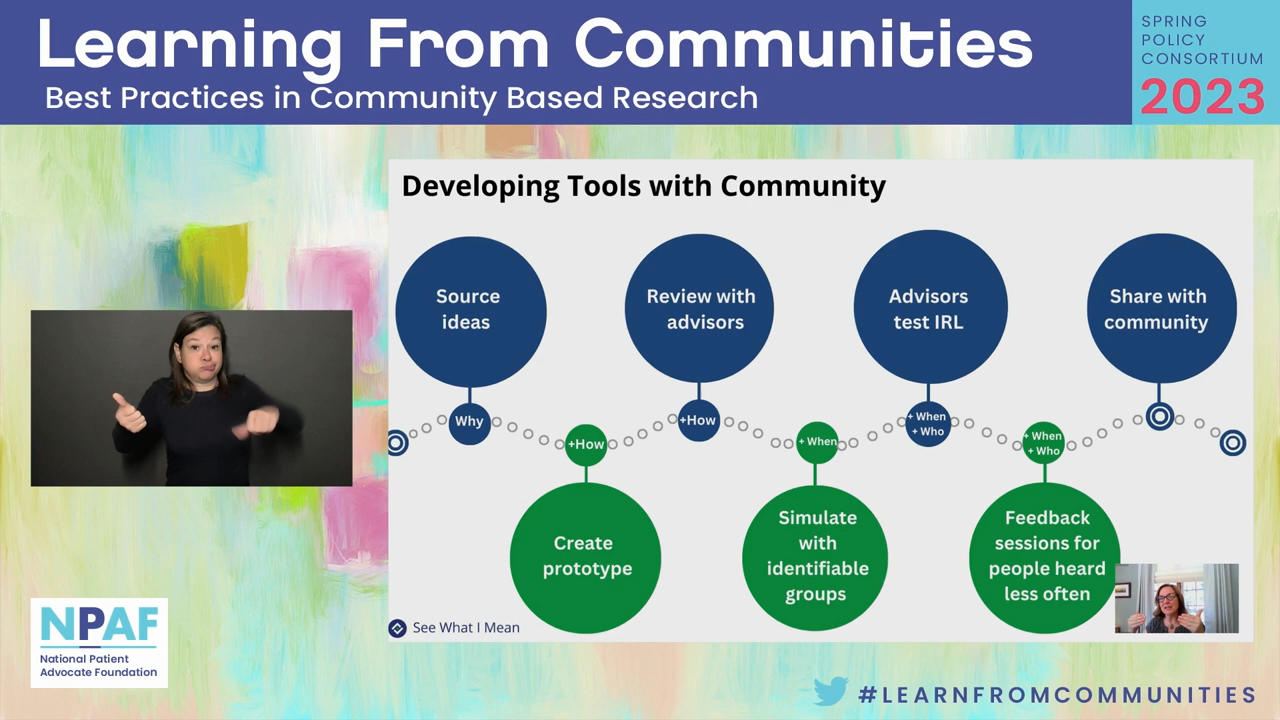 Learning From Communities
Best Practices in Community Based Research
SPRING
POLICY
CONSORTIUM
2023
Developing Tools with Community
Source
ideas
Review with
advisors
Advisors
test IRL
Share with
community
Why
+How
+How
+ When
+ When
+ Who
+ When
+ Who
Create
prototype
Simulate
with
identifiable
groups
Feedback
sessions for
people heard
less often
See What I Mean
NPAF
National Patient
Advocate Foundation
#LEARNFROMCOMMUNITIES